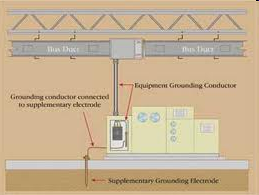 Bus Duct
Bus Duct
Equipment Grounding Conductor
Grounding conductor connected
to supplementary electrode
Supplementary Grounding Electrode